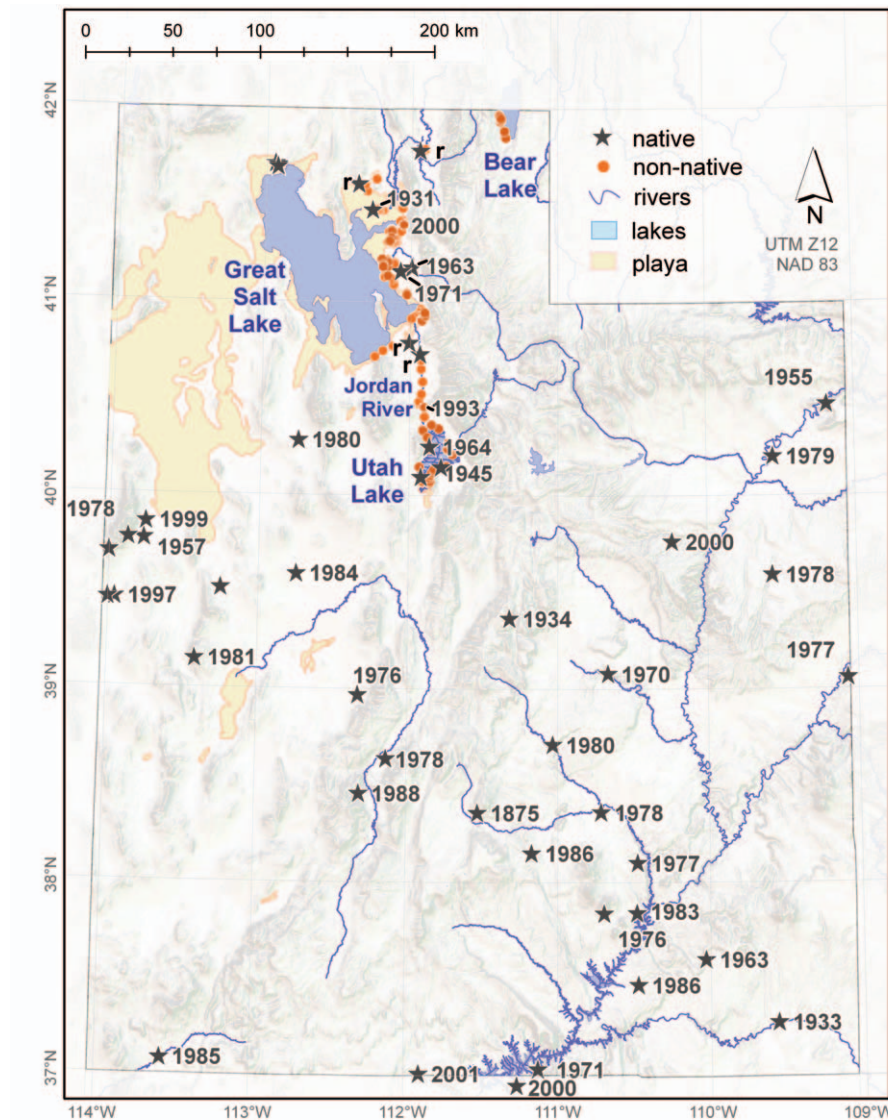 0 50 100 200 km
42°N
41°N
40°N
39°N
38°N
37°N
114°W 113°W 112°W 111°W 110°W 109°W
native
non-native
rivers
lakes
playa
N
UTM Z12
NAD 83
Bear
Lake
r
r
1931
2000
1963
1971
Great
Salt
Lake
r
r
Jordan
River
1993
1964
1945
Utah
Lake
1955
1979
1980
1978
1999
1957
1997
1984
1981
2000
1978
1934
1977
1976
1970
1978
1980
1988
1875
1978
1986
1977
1983
1976
1963
1986
1933
1985
2001
1971
2000